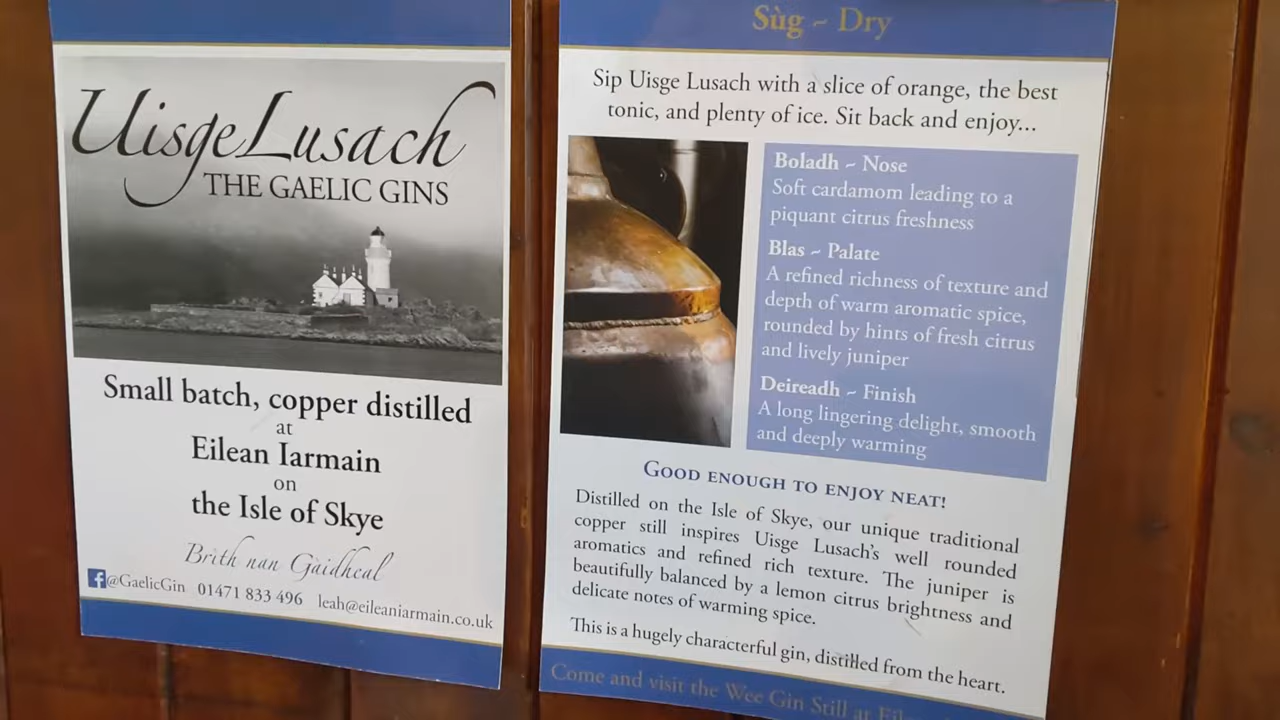 Uisge Lusach
THE GAELIC GINS
Small batch, copper distilled
at
Eilean Iarmain
on
the Isle of Skye
Brìth nan Gàidheal
@GaelicGin 01471 833 496 leah@eileaniarmain.co.uk
Sùg ~ Dry
Sip Uisge Lusach with a slice of orange, the best
tonic, and plenty of ice. Sit back and enjoy...
Boladh ~ Nose
Soft cardamom leading to a
piquant citrus freshness
Blas ~ Palate
A refined richness of texture and
depth of warm aromatic spice,
rounded by hints of fresh citrus
and lively juniper
Deireadh ~ Finish
A long lingering delight, smooth
and deeply warming
GOOD ENOUGH TO ENJOY NEAT!
Distilled on the Isle of Skye, our unique traditional
copper still inspires Uisge Lusach's well rounded
aromatics and refined rich texture. The juniper is
beautifully balanced by a lemon citrus brightness and
delicate notes of warming spice.
This is a hugely characterful gin, distilled from the heart.
Come and visit the Wee Gin Still at